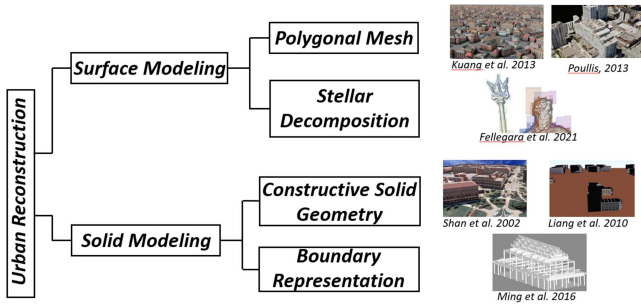 Urban Reconstruction
Surface Modeling
Solid Modeling
Polygonal Mesh
Stellar
Decomposition
Constructive Solid
Geometry
Boundary
Representation
Kuang et al. 2013
Poullis, 2013
Fellegara et al. 2021
Shan et al. 2002
Liang et al. 2010
Ming et al. 2016